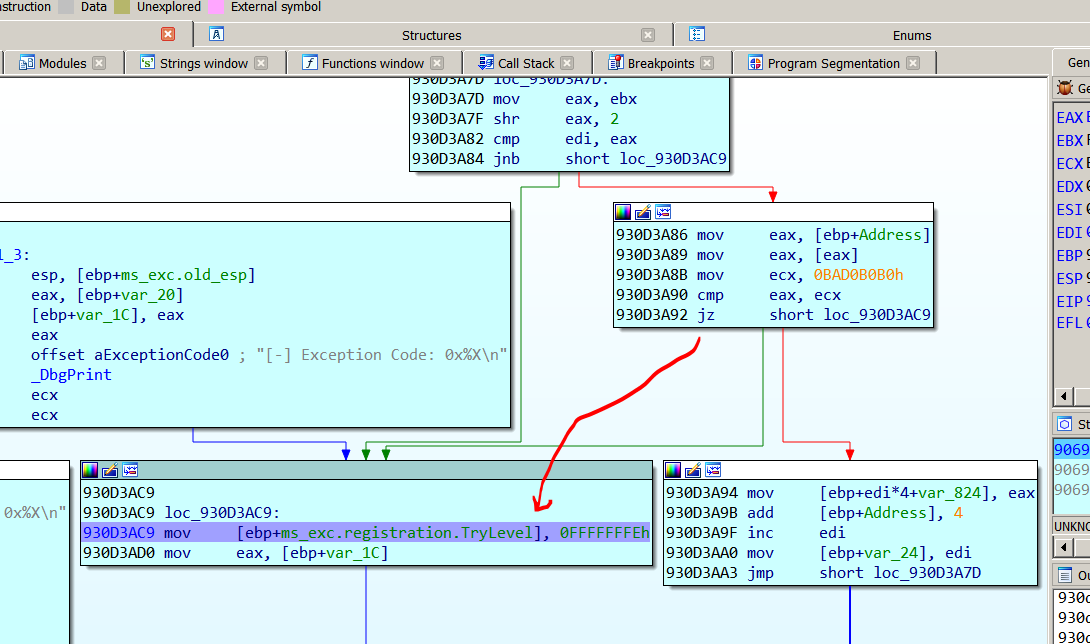 Data Unexplored External symbol
Structures Enums
Modules Strings window Functions window Call Stack Breakpoints Program Segmentation
930D3A7D loc_930D3A7D:
930D3A7D mov eax, ebx
930D3A7F shr eax, 2
930D3A82 cmp edi, eax
930D3A84 jnb short loc_930D3AC9
esp, [ebp+ms_exc.old_esp]
eax, [ebp+var_20]
[ebp+var_1C], eax
eax
offset aExceptionCode0 ; "[-] Exception Code: 0x%X\n"
_DbgPrint
ecx
ecx
930D3A86 mov eax, [ebp+Address]
930D3A89 mov eax, [eax]
930D3A8B mov ecx, 0BAD0B0B0h
930D3A90 cmp eax, ecx
930D3A92 jz short loc_930D3AC9
0x%X\n"
930D3AC9
930D3AC9 loc_930D3AC9:
930D3AC9 mov [ebp+ms_exc.registration.TryLevel], 0FFFFFFFEh
930D3AD0 mov eax, [ebp+var_1C]
930D3A94 mov [ebp+edi*4+var_824], eax
930D3A9B add [ebp+Address], 4
930D3A9F inc edi
930D3AA0 mov [ebp+var_24], edi
930D3AA3 jmp short loc_930D3A7D
EAX
EBX
ECX
EDX
ESI
EDI
EBP
ESP
EIP
EFL
9069
9069
9069
930d
930d
930d